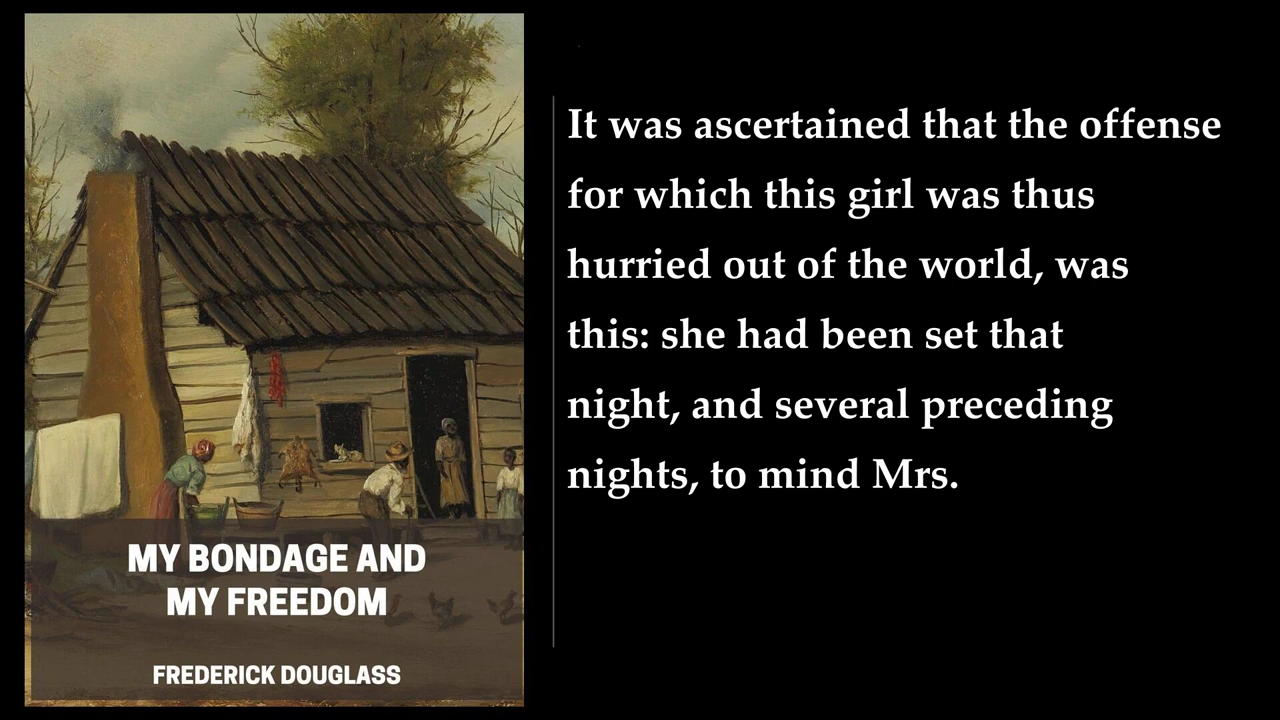 MY BONDAGE AND
MY FREEDOM
FREDERICK DOUGLASS
It was ascertained that the offense
for which this girl was thus
hurried out of the world, was
this: she had been set that
night, and several preceding
nights, to mind Mrs.